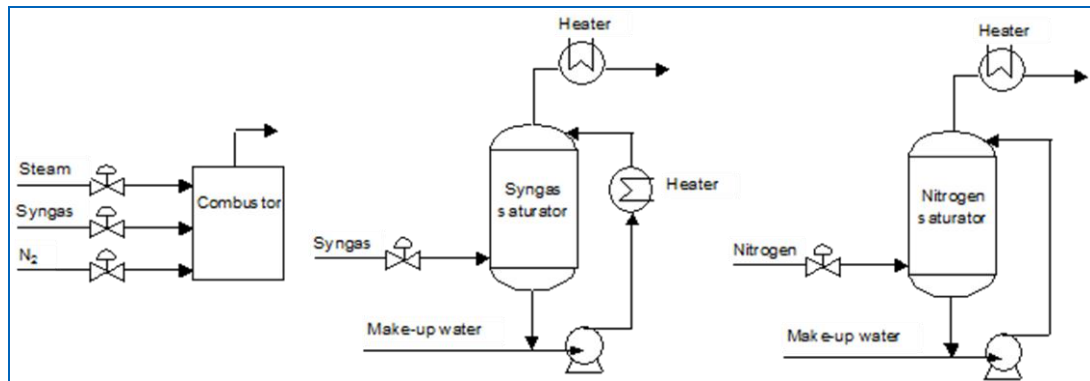 Steam
Syngas
N₂
Combustor
Heater
Syngas
saturator
Heater
Syngas
Make-up water
Heater
Nitrogen
saturator
Nitrogen
Make-up water